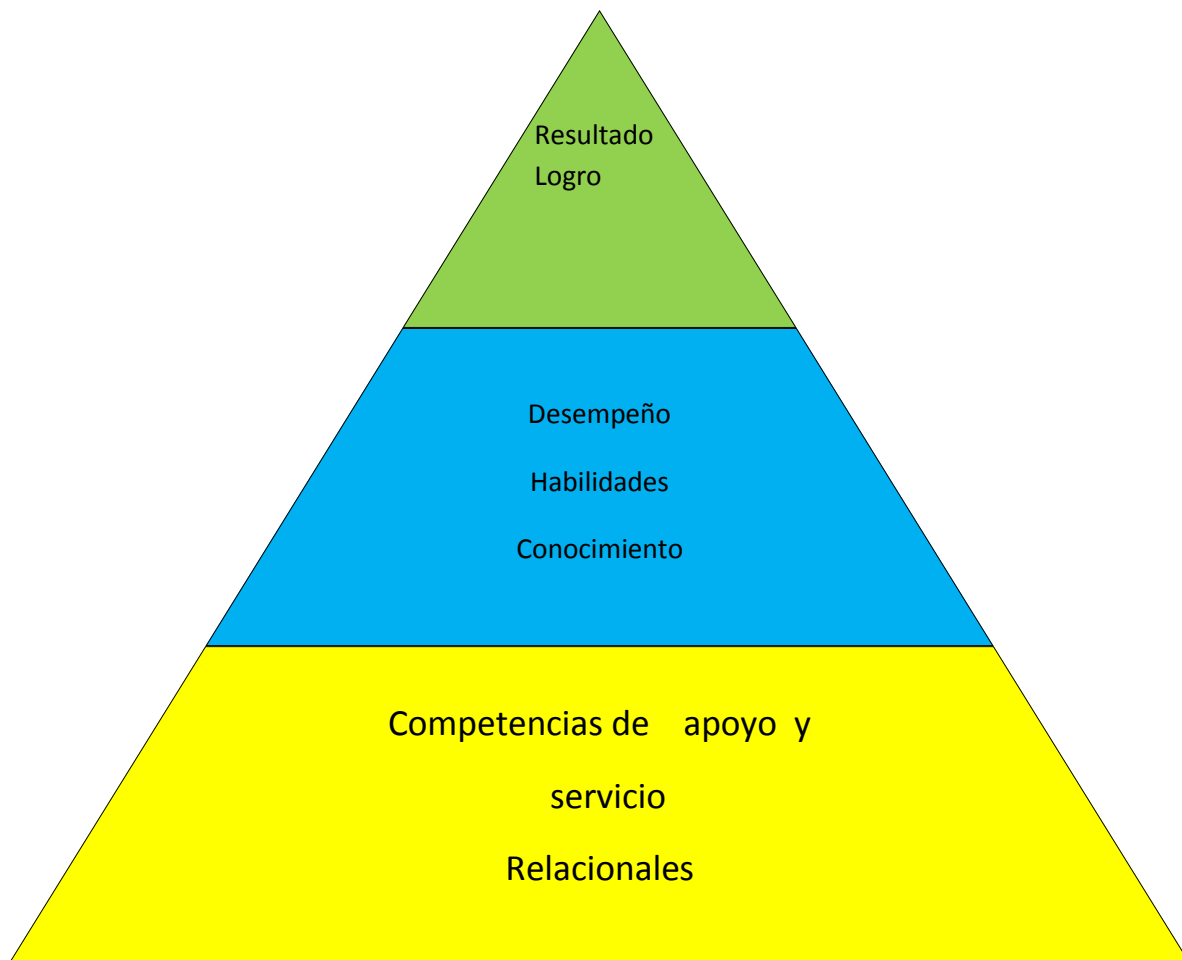 Resultado
Logro
Desempeño
Habilidades
Conocimiento
Competencias de apoyo y
servicio
Relacionales